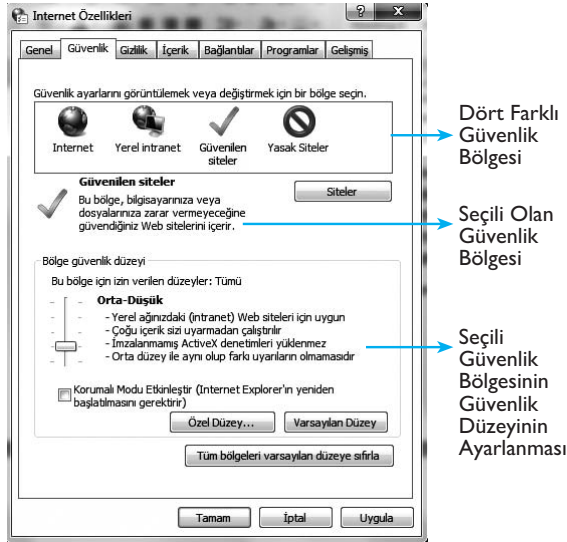 Internet Özellikleri
?
x
Genel Güvenlik Gizlilik İçerik Bağlantılar Programlar Gelişmiş
Güvenlik ayarlarını görüntülemek veya değiştirmek için bir bölge seçin.
Internet Yerel intranet Güvenilen siteler Yasak Siteler
Güvenilen siteler
Siteler
Bu bölge, bilgisayarınıza veya
dosyalarınıza zarar vermeyeceğine
güvendiğiniz Web sitelerini içerir.
Bölge güvenlik düzeyi
Bu bölge için izin verilen düzeyler: Tümü
Orta-Düşük
- Yerel ağınızdaki (intranet) Web siteleri için uygun
- Çoğu içerik sizi uyarmadan çalıştırılır
- İmzalanmamış ActiveX denetimleri yüklenmez
- Orta düzey ile aynı olup farkı uyarıların olmamasıdır
Korumalı Modu Etkinleştir (Internet Explorer'ın yeniden
başlatılmasını gerektirir)
Özel Düzey... Varsayılan Düzey
Tüm bölgeleri varsayılan düzeye sıfırla
Tamam İptal Uygula
Dört Farklı
Güvenlik
Bölgesi
Seçili Olan
Güvenlik
Bölgesi
Seçili
Güvenlik
Bölgesinin
Güvenlik
Düzeyinin
Ayarlanması